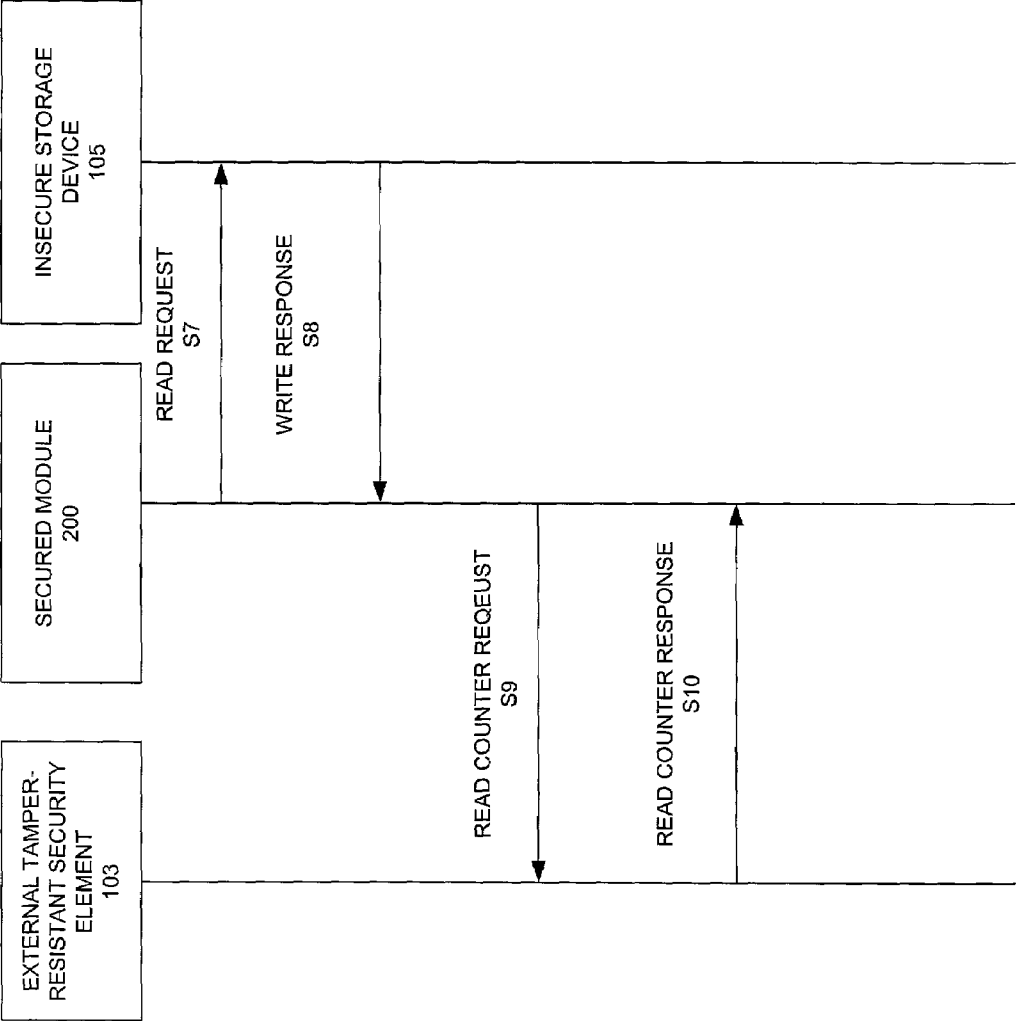 EXTERNAL TAMPER-
RESISTANT SECURITY
ELEMENT
103
SECURED MODULE
200
INSECURE STORAGE
DEVICE
105
READ REQUEST
S7
WRITE RESPONSE
S8
READ COUNTER REQEUST
S9
READ COUNTER RESPONSE
S10